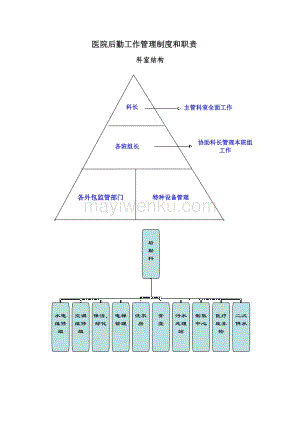 医院后勤工作管理制度和职责
科室结构
科长
主管科室全面工作
各班组长
协助科长管理本班组
工作
各外包监管部门
特种设备管理
mayiwenku.com
后勤科
水电维修组
空调维修组
保洁、绿化
电梯管理
洗衣房
食堂
污水处理站
制氧中心
医疗废弃物
二次供水